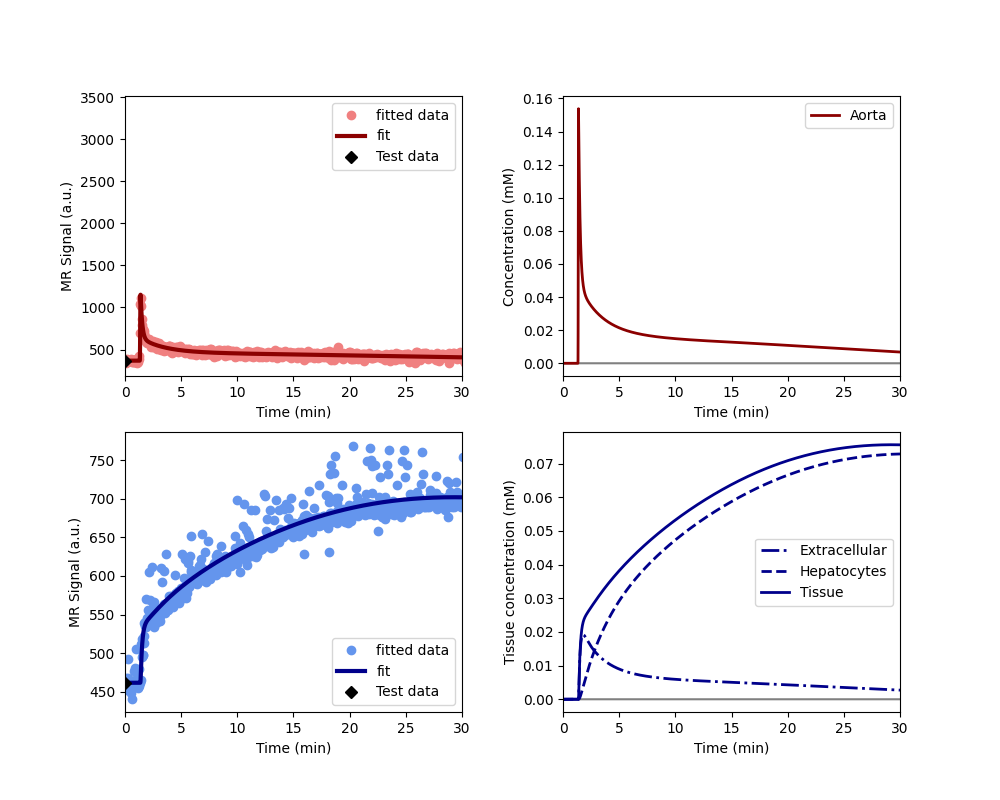 3500
3000
2500
2000
1500
1000
500
MR Signal (a.u.)
fitted data
fit
Test data
0 5 10 15 20 25 30
Time (min)
0.16
0.14
0.12
0.10
0.08
0.06
0.04
0.02
0.00
Concentration (mM)
Aorta
0 5 10 15 20 25 30
Time (min)
750
700
650
600
550
500
450
MR Signal (a.u.)
fitted data
fit
Test data
0 5 10 15 20 25 30
Time (min)
0.07
0.06
0.05
0.04
0.03
0.02
0.01
0.00
Tissue concentration (mM)
Extracellular
Hepatocytes
Tissue
0 5 10 15 20 25 30
Time (min)